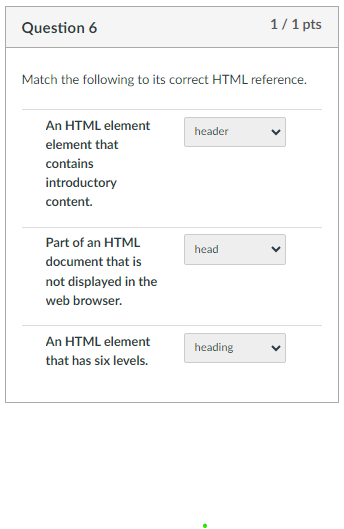 Question 6
1 / 1 pts
Match the following to its correct HTML reference.
An HTML element
element that
contains
introductory
content.
header
Part of an HTML
document that is
not displayed in the
web browser.
head
An HTML element
that has six levels.
heading